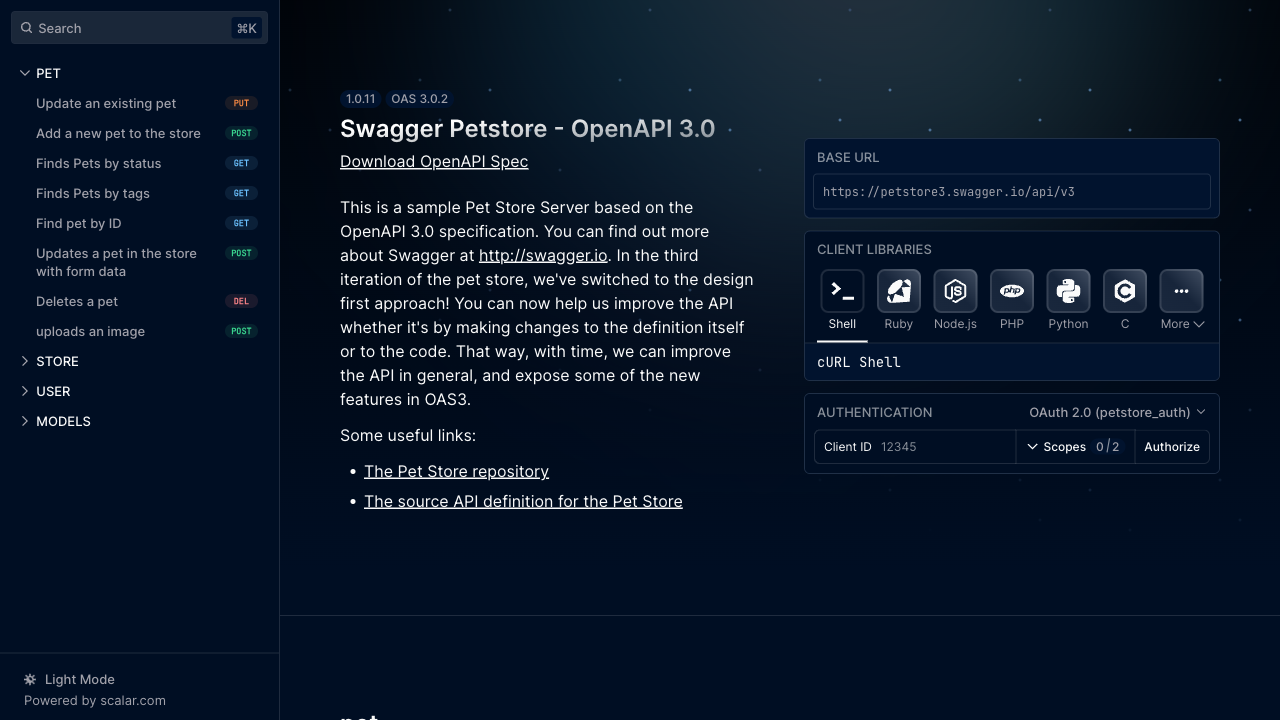 Search
⌘K
PET
Update an existing pet PUT
Add a new pet to the store POST
Finds Pets by status GET
Finds Pets by tags GET
Find pet by ID GET
Updates a pet in the store POST
with form data
Deletes a pet DEL
uploads an image POST
STORE
USER
MODELS
Light Mode
Powered by scalar.com
1.0.11 OAS 3.0.2
Swagger Petstore - OpenAPI 3.0
Download OpenAPI Spec
This is a sample Pet Store Server based on the
OpenAPI 3.0 specification. You can find out more
about Swagger at http://swagger.io. In the third
iteration of the pet store, we've switched to the design
first approach! You can now help us improve the API
whether it's by making changes to the definition itself
or to the code. That way, with time, we can improve
the API in general, and expose some of the new
features in OAS3.
Some useful links:
• The Pet Store repository
• The source API definition for the Pet Store
BASE URL
https://petstore3.swagger.io/api/v3
CLIENT LIBRARIES
Shell Ruby Node.js PHP Python C More
cURL Shell
AUTHENTICATION OAuth 2.0 (petstore_auth)
Client ID 12345 Scopes 0/2 Authorize
pet